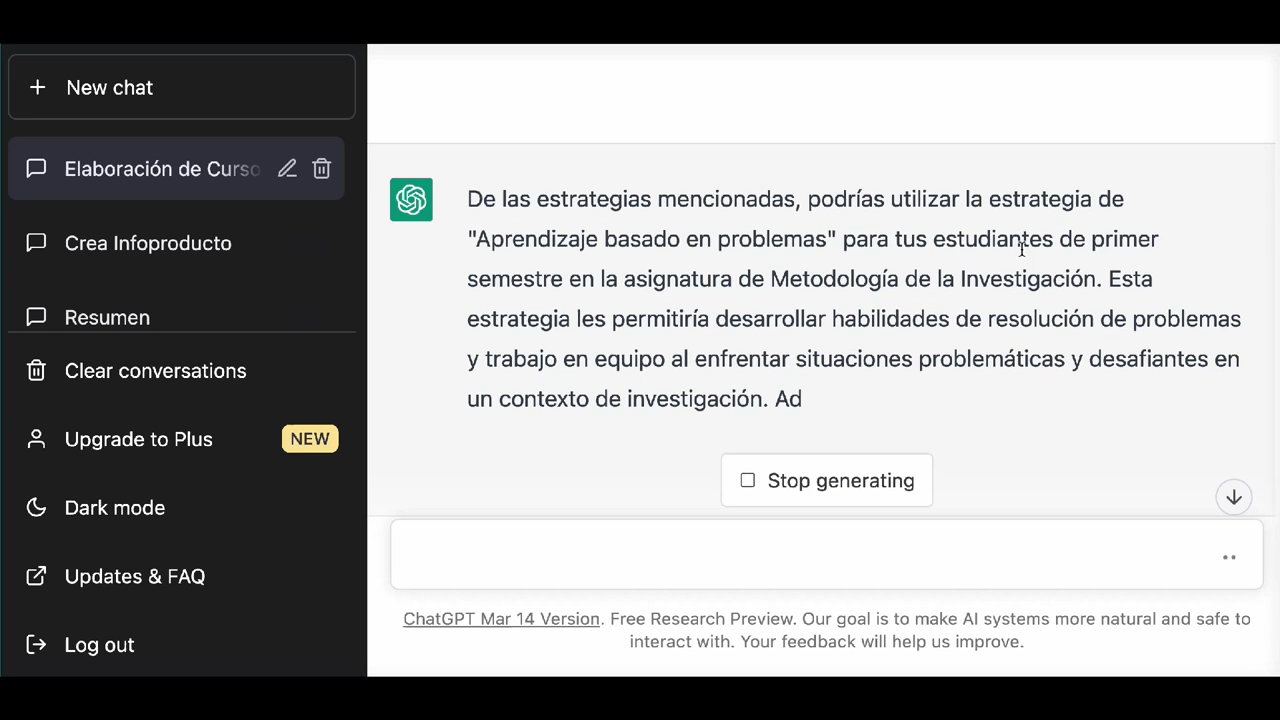 New chat
Elaboración de Curso
Crea Infoproducto
Resumen
Clear conversations
Upgrade to Plus NEW
Dark mode
Updates & FAQ
Log out
De las estrategias mencionadas, podrías utilizar la estrategia de
"Aprendizaje basado en problemas" para tus estudiantes de primer
semestre en la asignatura de Metodología de la Investigación. Esta
estrategia les permitiría desarrollar habilidades de resolución de problemas
y trabajo en equipo al enfrentar situaciones problemáticas y desafiantes en
un contexto de investigación. Ad
Stop generating
ChatGPT Mar 14 Version. Free Research Preview. Our goal is to make AI systems more natural and safe to
interact with. Your feedback will help us improve.